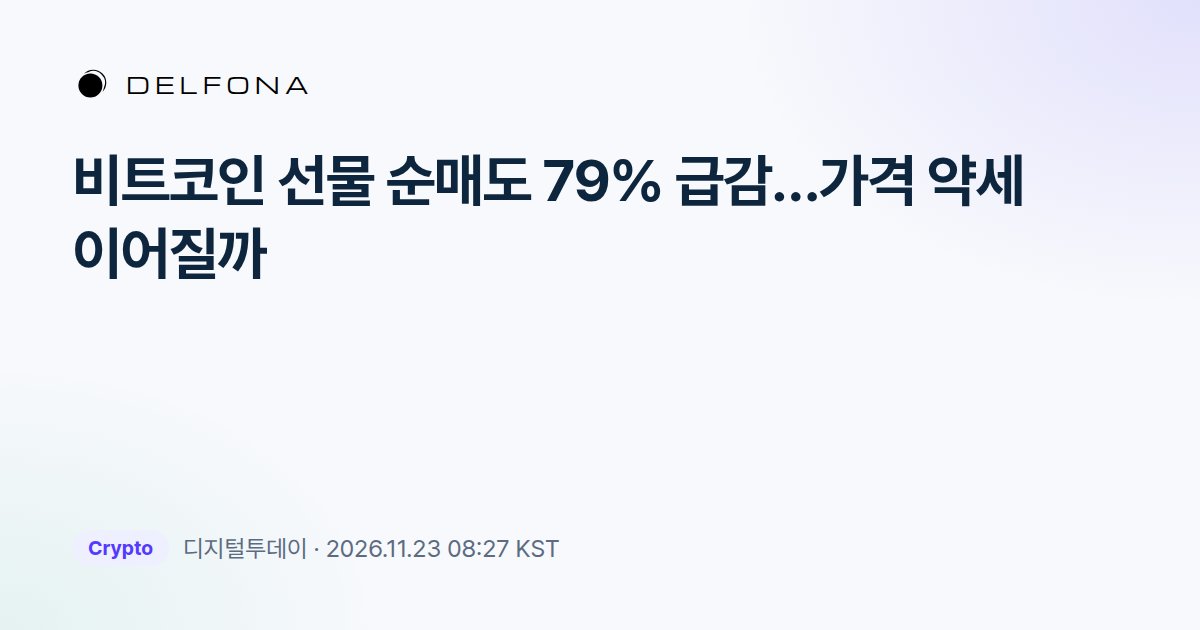 DELFONA
비트코인 선물 순매도 79% 급감...가격 약세
이어질까
Crypto 디지털투데이 · 2026.11.23 08:27 KST